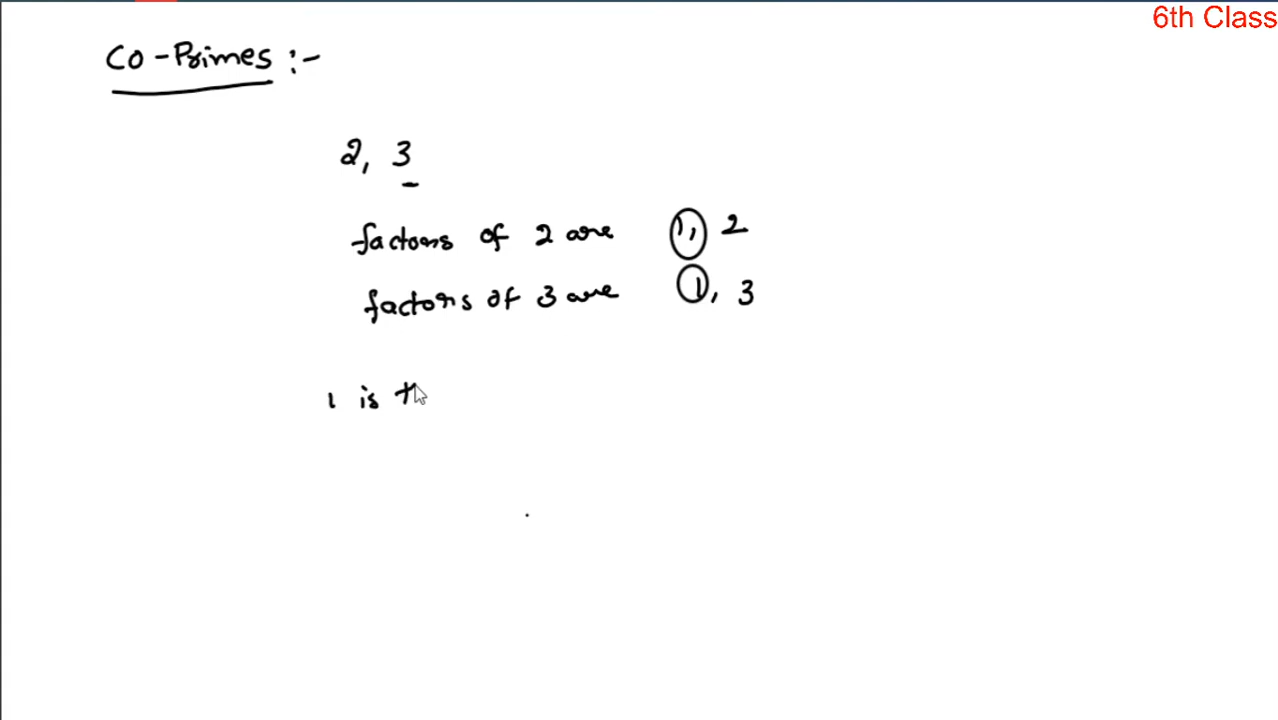 6th Class
Co-Primes :-
2, 3
factors of 2 are 1, 2
factors of 3 are 1, 3
1 is t